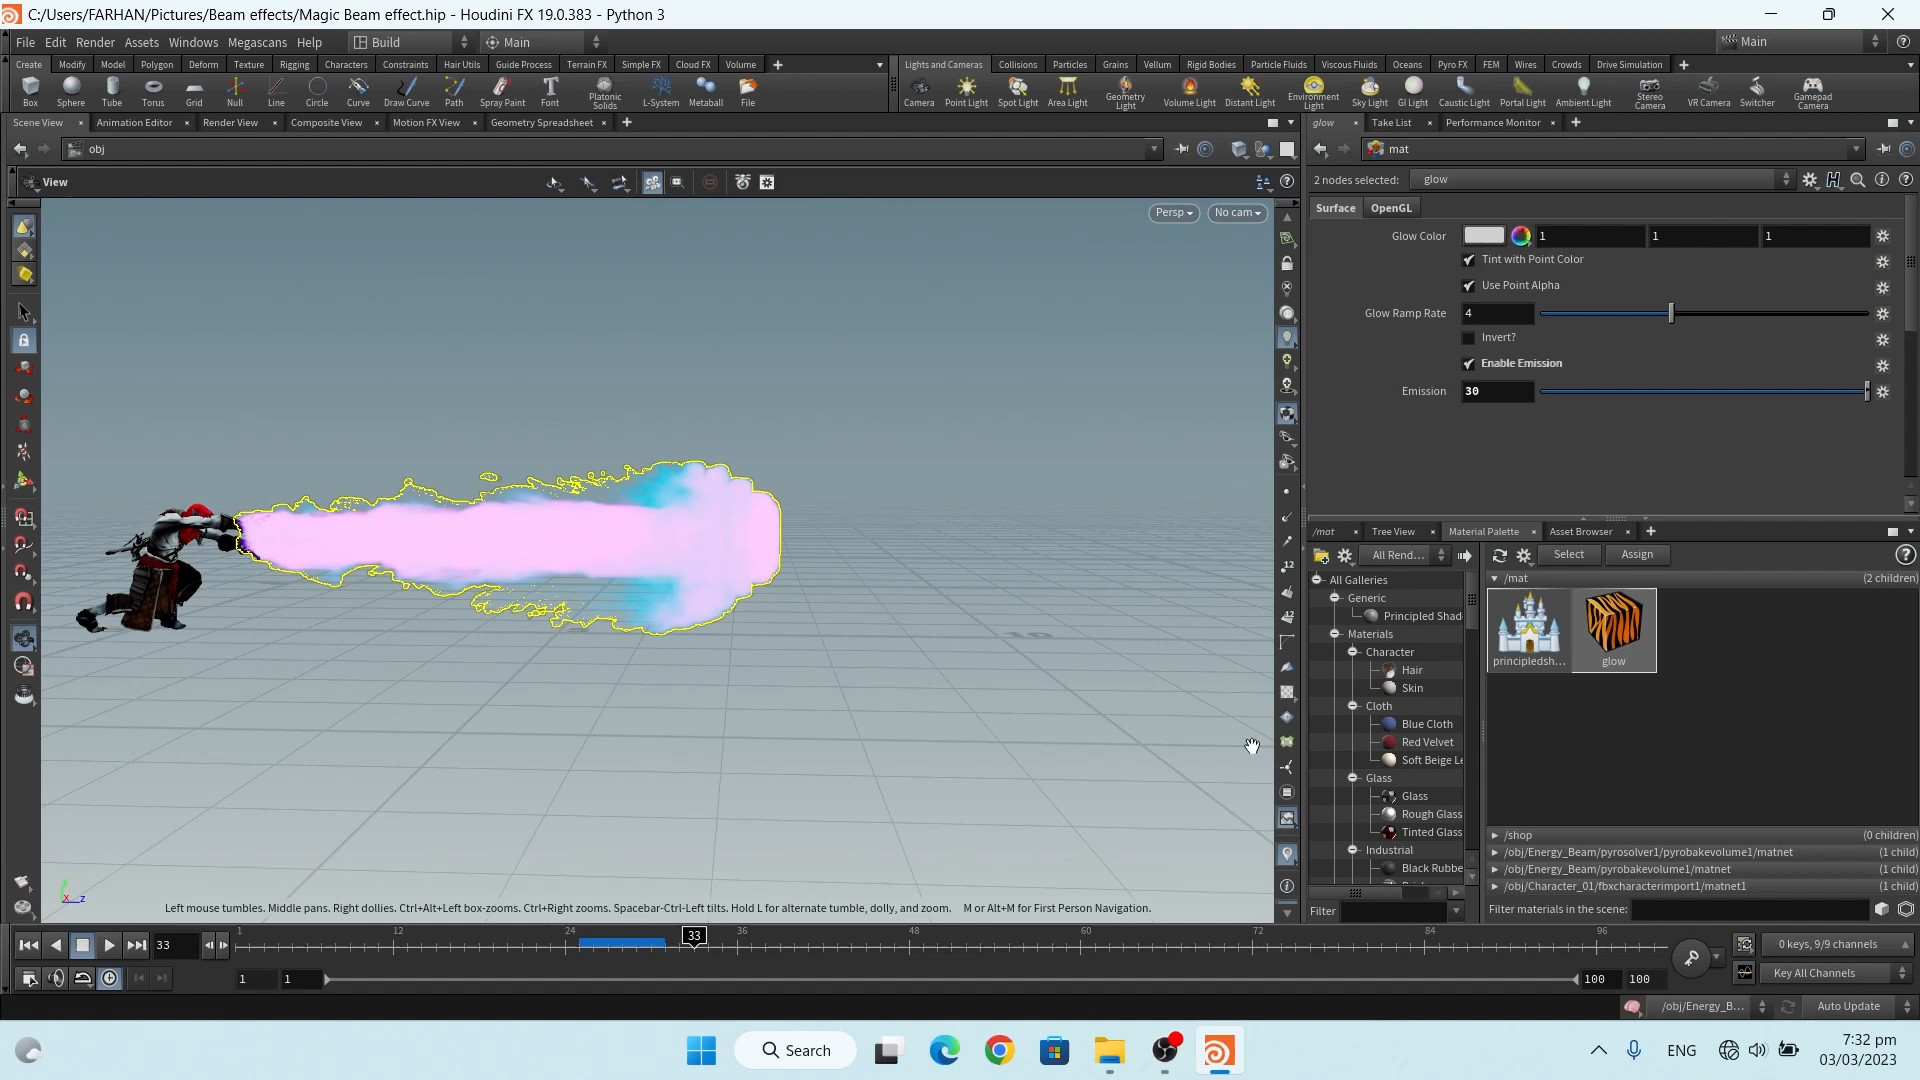 C:/Users/FARHAN/Pictures/Beam effects/Magic Beam effect.hip - Houdini FX 19.0.383 - Python 3
File Edit Render Assets Windows Megascans Help Build Main
Main
Create Modify Model Polygon Deform Texture Rigging Characters Constraints Hair Utils Guide Process Terrain FX Simple FX Cloud FX Volume
Lights and Cameras Collisions Particles Grains Vellum Rigid Bodies Particle Fluids Viscous Fluids Oceans Pyro FX FEM Wires Crowds Drive Simulation
Box Sphere Tube Torus Grid Null Line Circle Curve Draw Curve Path Spray Paint Font Platonic Solids L-System Metaball File
Camera Point Light Spot Light Area Light Geometry Light Volume Light Distant Light Environment Light Sky Light GI Light Caustic Light Portal Light Ambient Light Stereo Camera VR Camera Switcher Gamepad Camera
Scene View Animation Editor Render View Composite View Motion FX View Geometry Spreadsheet
glow Take List Performance Monitor
obj
mat
View
2 nodes selected: glow
Persp No cam
Surface OpenGL
Glow Color 1 1 1
Tint with Point Color
Use Point Alpha
Glow Ramp Rate 4
Invert?
Enable Emission
Emission 30
/mat Tree View Material Palette Asset Browser
All Rend... Select Assign
All Galleries
Generic
Principled Shad
Materials
Character
Hair
Skin
Cloth
Blue Cloth
Red Velvet
Soft Beige Le
Glass
Glass
Rough Glass
Tinted Glass
Industrial
Black Rubbe
Filter
/mat (2 children)
principledsh... glow
/shop (0 children)
/obj/Energy_Beam/pyrosolver1/pyrobakevolume1/matnet (1 child)
/obj/Energy_Beam/pyrobakevolume1/matnet (1 child)
/obj/Character_01/fbxcharacterimport1/matnet1 (1 child)
Filter materials in the scene:
x z
Left mouse tumbles. Middle pans. Right dollies. Ctrl+Alt+Left box-zooms. Ctrl+Right zooms. Spacebar-Ctrl-Left tilts. Hold L for alternate tumble, dolly, and zoom. M or Alt+M for First Person Navigation.
33 1 12 24 33 36 48 60 72 84 96
0 keys, 9/9 channels
1 1 100 100
Key All Channels
/obj/Energy_B... Auto Update
Search
ENG
7:32 pm
03/03/2023